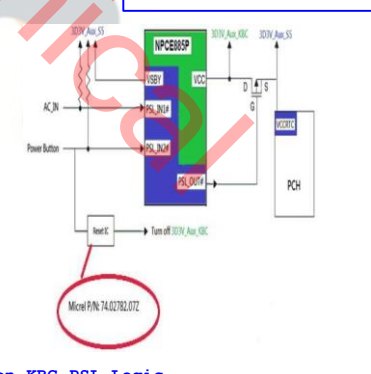 3D3V_Aux_S5
NPCE885P
3D3V_Aux_KBC
3D3V_Aux_S5
VSBY
VCC
D
S
G
AC_IN
PSL_IN1#
VCCRTC
Power Button
PSL_IN2#
PSL_OUT#
PCH
Reset IC
Turn off 3D3V_Aux_KBC
Micrel P/N: 74.02782.07Z
KBC PSL Logic
cal